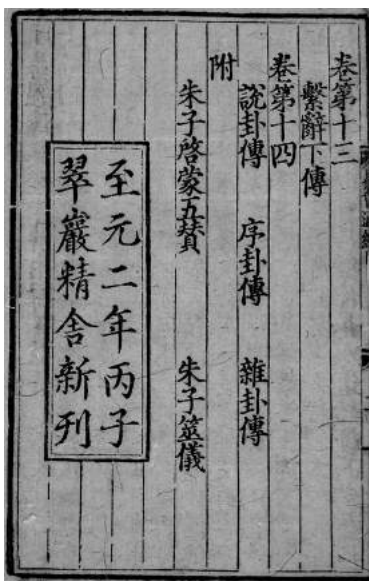 卷第十三
繫辭下傳
卷第十四
說卦傳 序卦傳 雜卦傳
附
朱子啓蒙五贊 朱子筮儀
至元二年丙子
翠巖精舍新刋